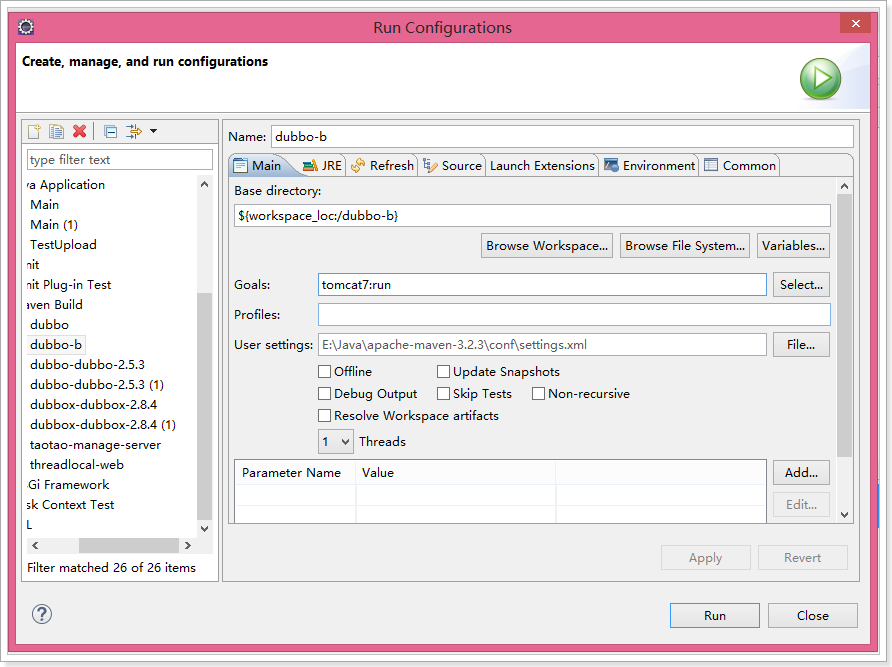 Run Configurations
Create, manage, and run configurations
type filter text
va Application
Main
Main (1)
TestUpload
nit
nit Plug-in Test
aven Build
dubbo
dubbo-b
dubbo-dubbo-2.5.3
dubbo-dubbo-2.5.3 (1)
dubbox-dubbox-2.8.4
dubbox-dubbox-2.8.4 (1)
taotao-manage-server
threadlocal-web
Gi Framework
sk Context Test
L
Filter matched 26 of 26 items
Name: dubbo-b
Main JRE Refresh Source Launch Extensions Environment Common
Base directory:
${workspace_loc:/dubbo-b}
Browse Workspace... Browse File System... Variables...
Goals: tomcat7:run Select...
Profiles:
User settings: E:\Java\apache-maven-3.2.3\conf\settings.xml File...
Offline Update Snapshots
Debug Output Skip Tests Non-recursive
Resolve Workspace artifacts
1 Threads
Parameter Name Value Add...
Edit...
Apply Revert
Run Close